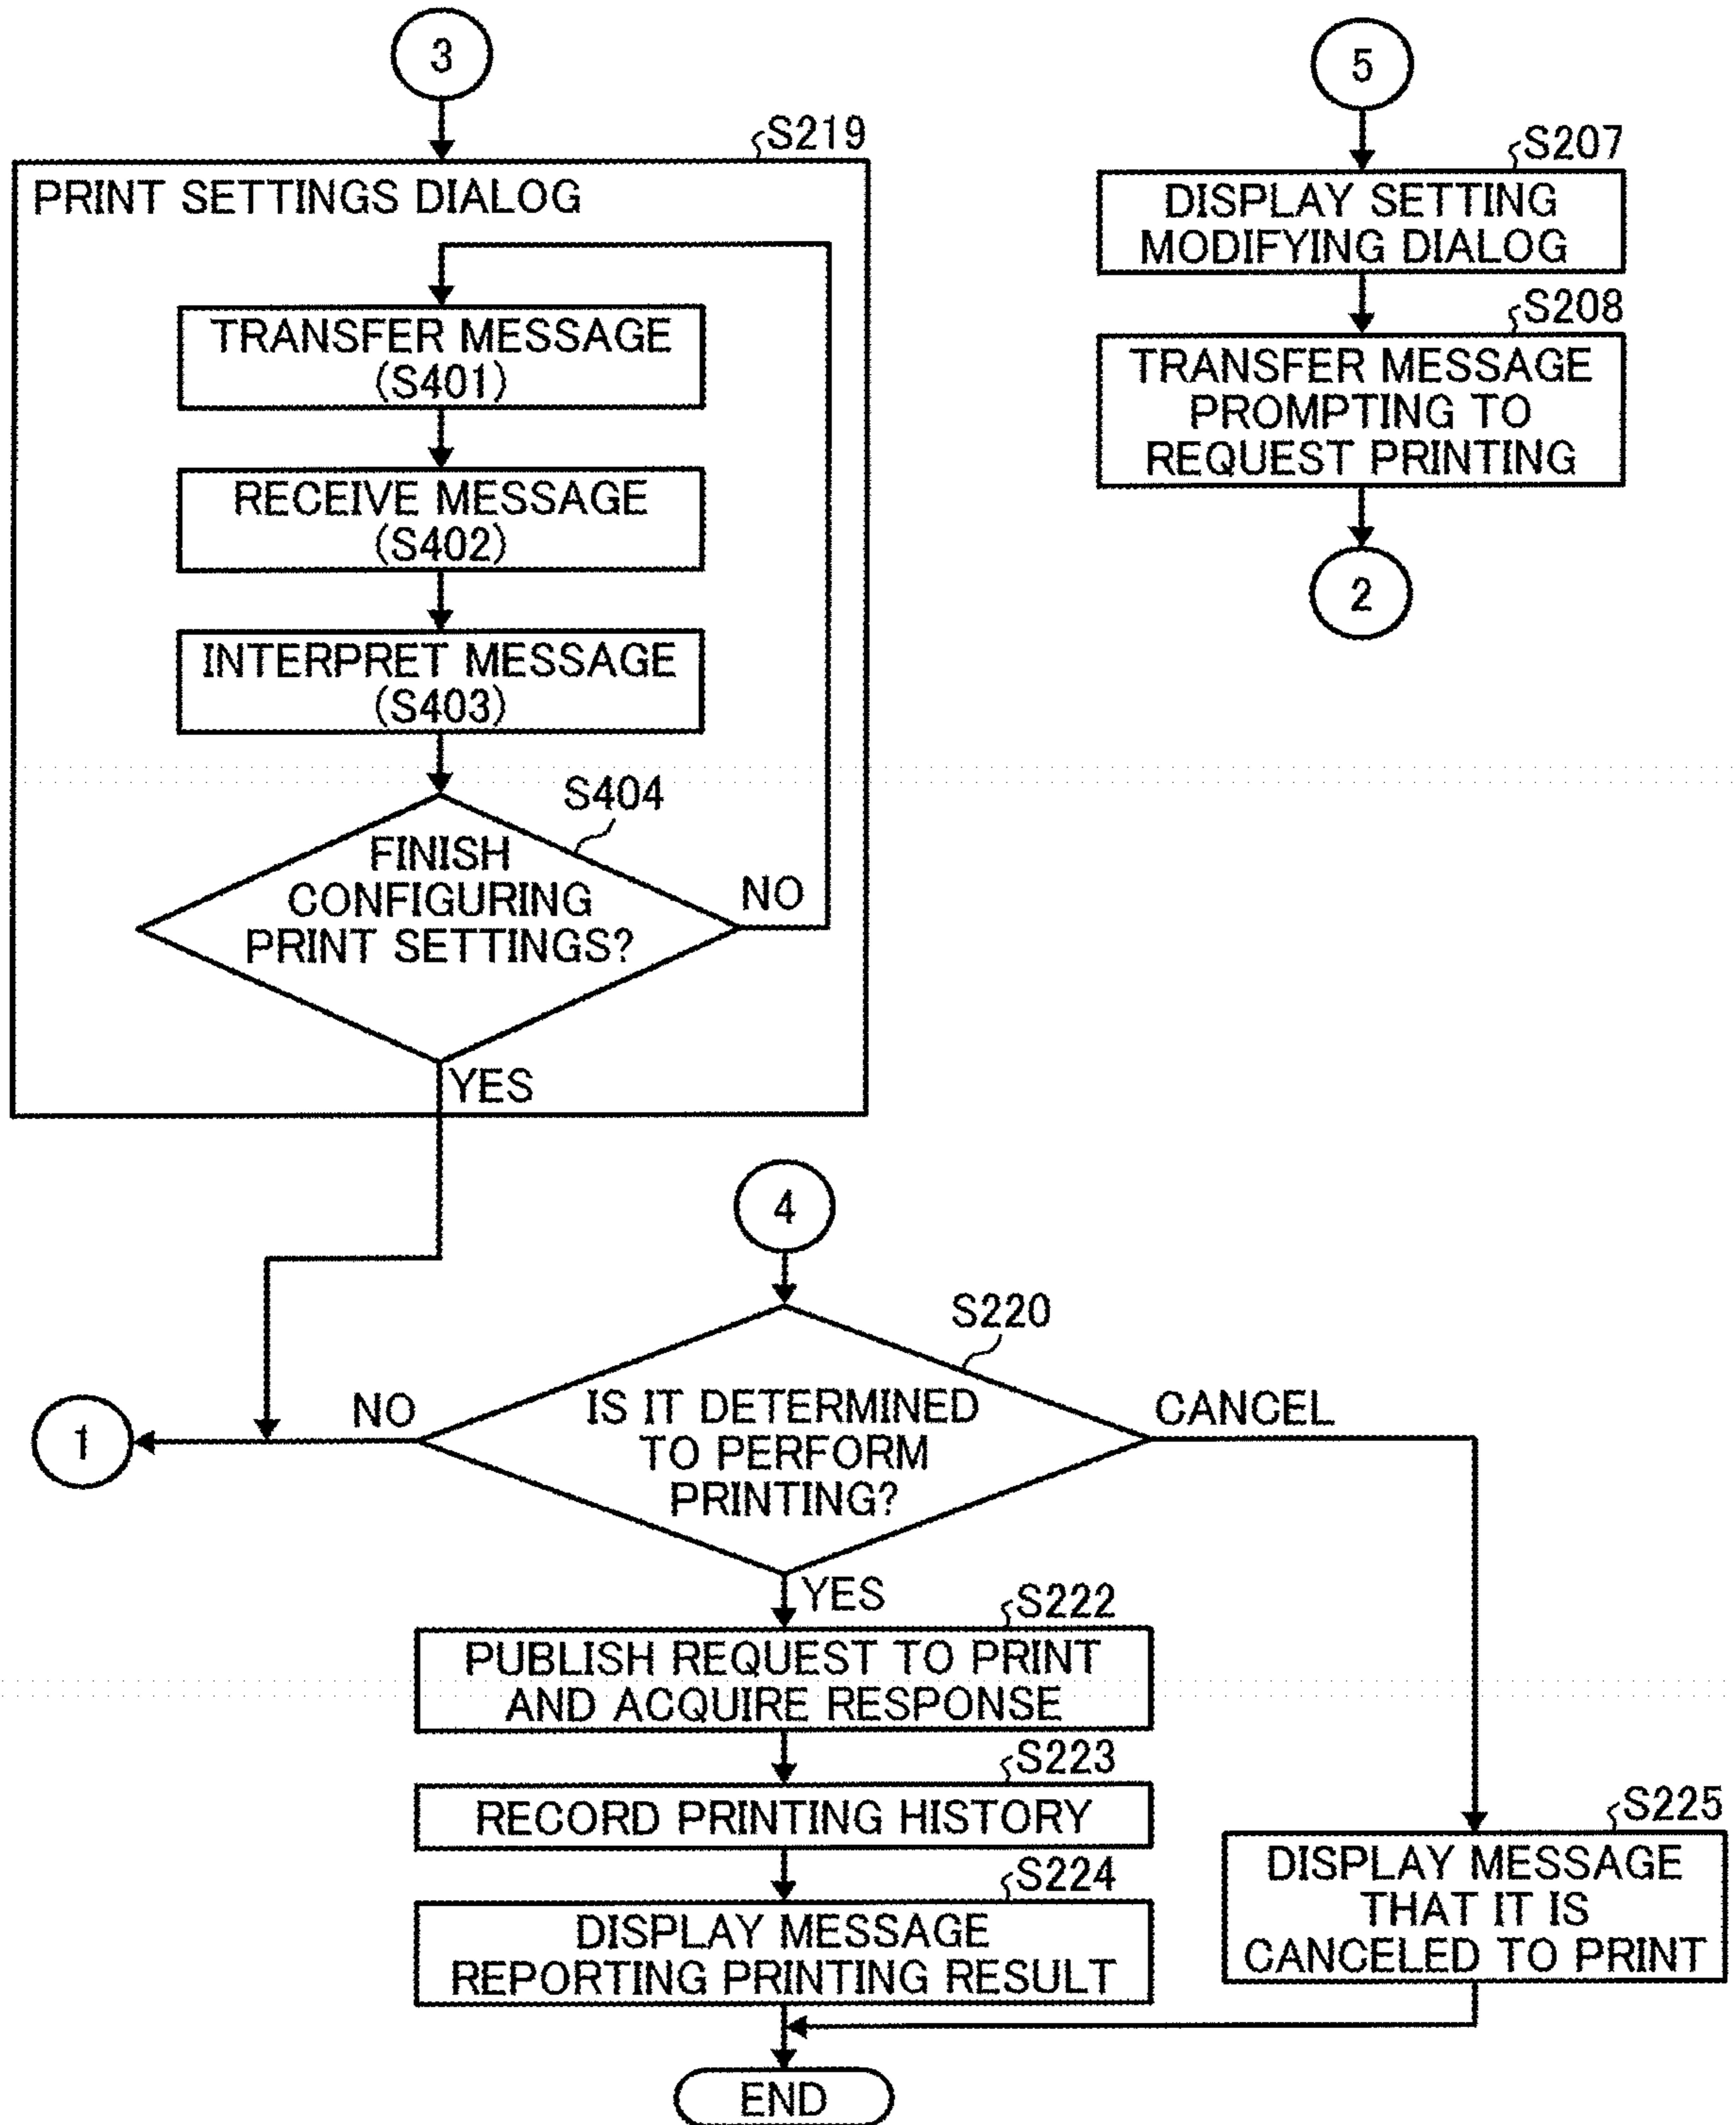 3
S219
PRINT SETTINGS DIALOG
TRANSFER MESSAGE
(S401)
RECEIVE MESSAGE
(S402)
INTERPRET MESSAGE
(S403)
S404
FINISH
CONFIGURING
PRINT SETTINGS?
NO
YES
5
S207
DISPLAY SETTING
MODIFYING DIALOG
S208
TRANSFER MESSAGE
PROMPTING TO
REQUEST PRINTING
2
4
S220
IS IT DETERMINED
TO PERFORM
PRINTING?
NO
1
CANCEL
YES
S222
PUBLISH REQUEST TO PRINT
AND ACQUIRE RESPONSE
S223
RECORD PRINTING HISTORY
S224
DISPLAY MESSAGE
REPORTING PRINTING RESULT
S225
DISPLAY MESSAGE
THAT IT IS
CANCELED TO PRINT
END